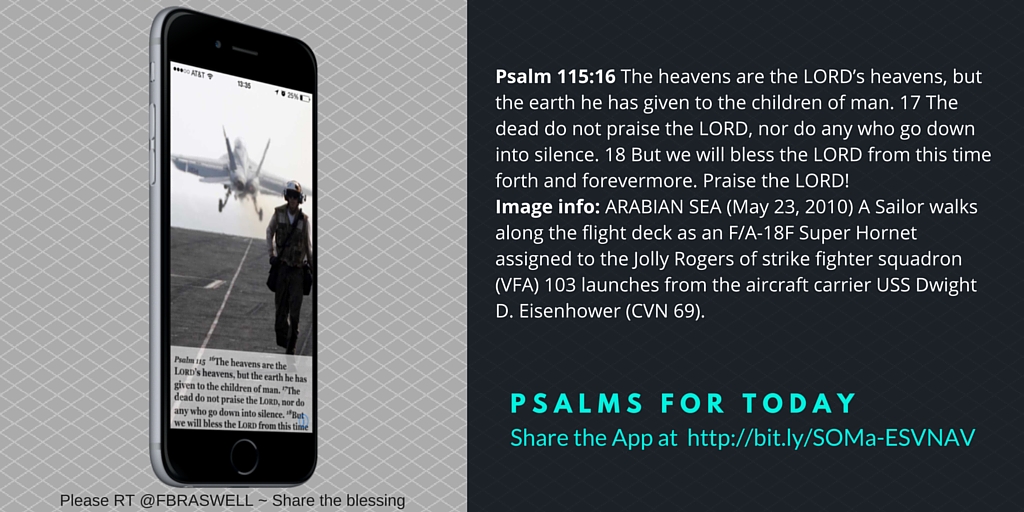 AT&T
13:35
25%
Psalm 115 16The heavens are the
LORD's heavens, but the earth he has
given to the children of man. 17The
dead do not praise the LORD, nor do
any who go down into silence. 18But
we will bless the LORD from this time
Please RT @FBRASWELL ~ Share the blessing
Psalm 115:16 The heavens are the LORD’s heavens, but
the earth he has given to the children of man. 17 The
dead do not praise the LORD, nor do any who go down
into silence. 18 But we will bless the LORD from this time
forth and forevermore. Praise the LORD!
Image info: ARABIAN SEA (May 23, 2010) A Sailor walks
along the flight deck as an F/A-18F Super Hornet
assigned to the Jolly Rogers of strike fighter squadron
(VFA) 103 launches from the aircraft carrier USS Dwight
D. Eisenhower (CVN 69).
PSALMS FOR TODAY
Share the App at http://bit.ly/SOMa-ESVNAV